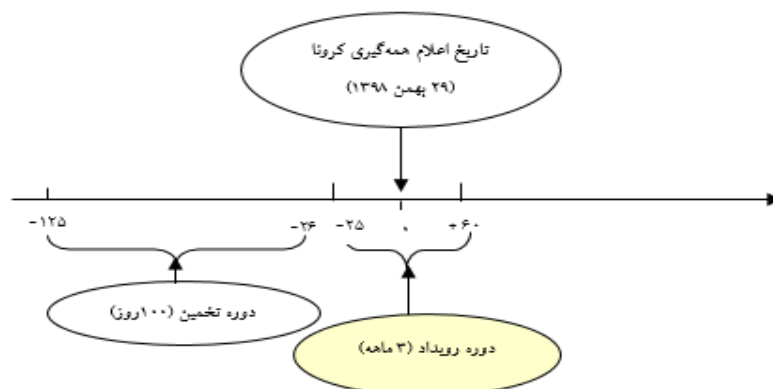 تاریخ اعلام همه‌گیری کرونا
(۲۹ بهمن ۱۳۹۸)
-۱۲۵
-۲۶
-۲۵
۰
+۶۰
دوره تخمین (۱۰۰روز)
دوره رویداد (۳ ماهه)